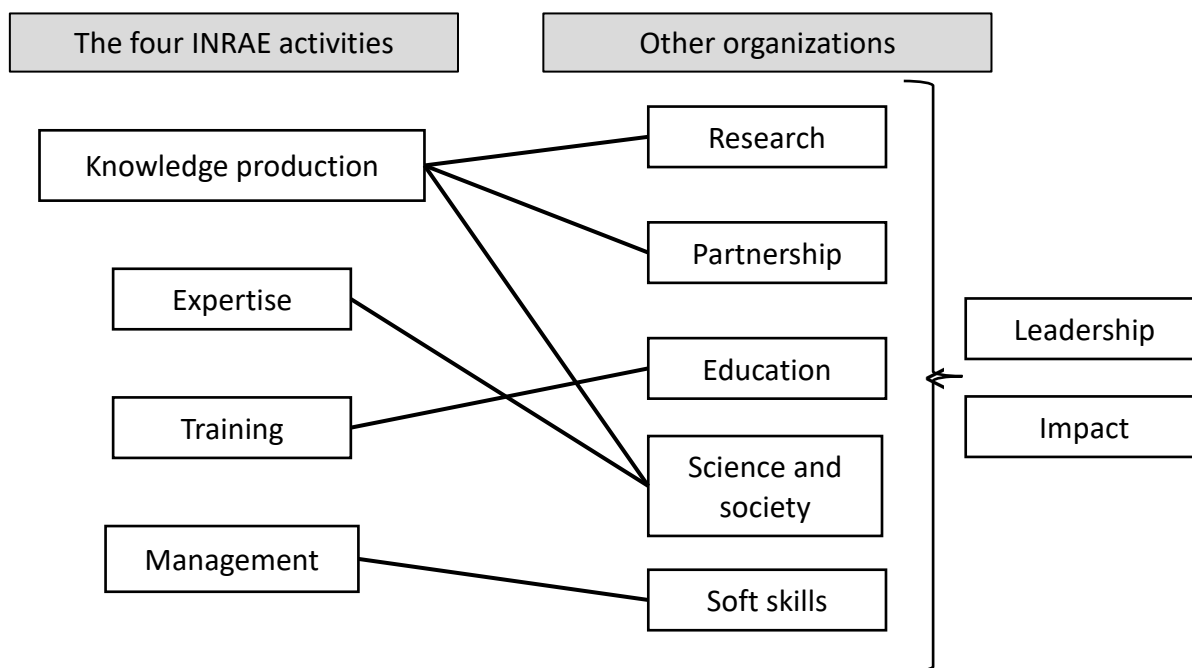 The four INRAE activities
Other organizations
Knowledge production
Expertise
Training
Management
Research
Partnership
Education
Science and
society
Soft skills
Leadership
Impact